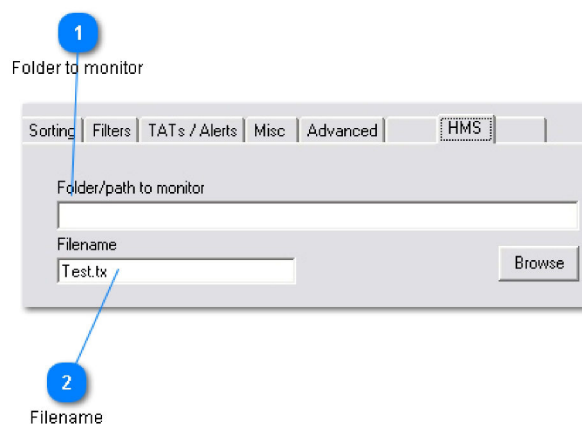 1
Folder to monitor
Sorting Filters TATs / Alerts Misc Advanced HMS
Folder/path to monitor
Filename
Test.tx
Browse
2
Filename